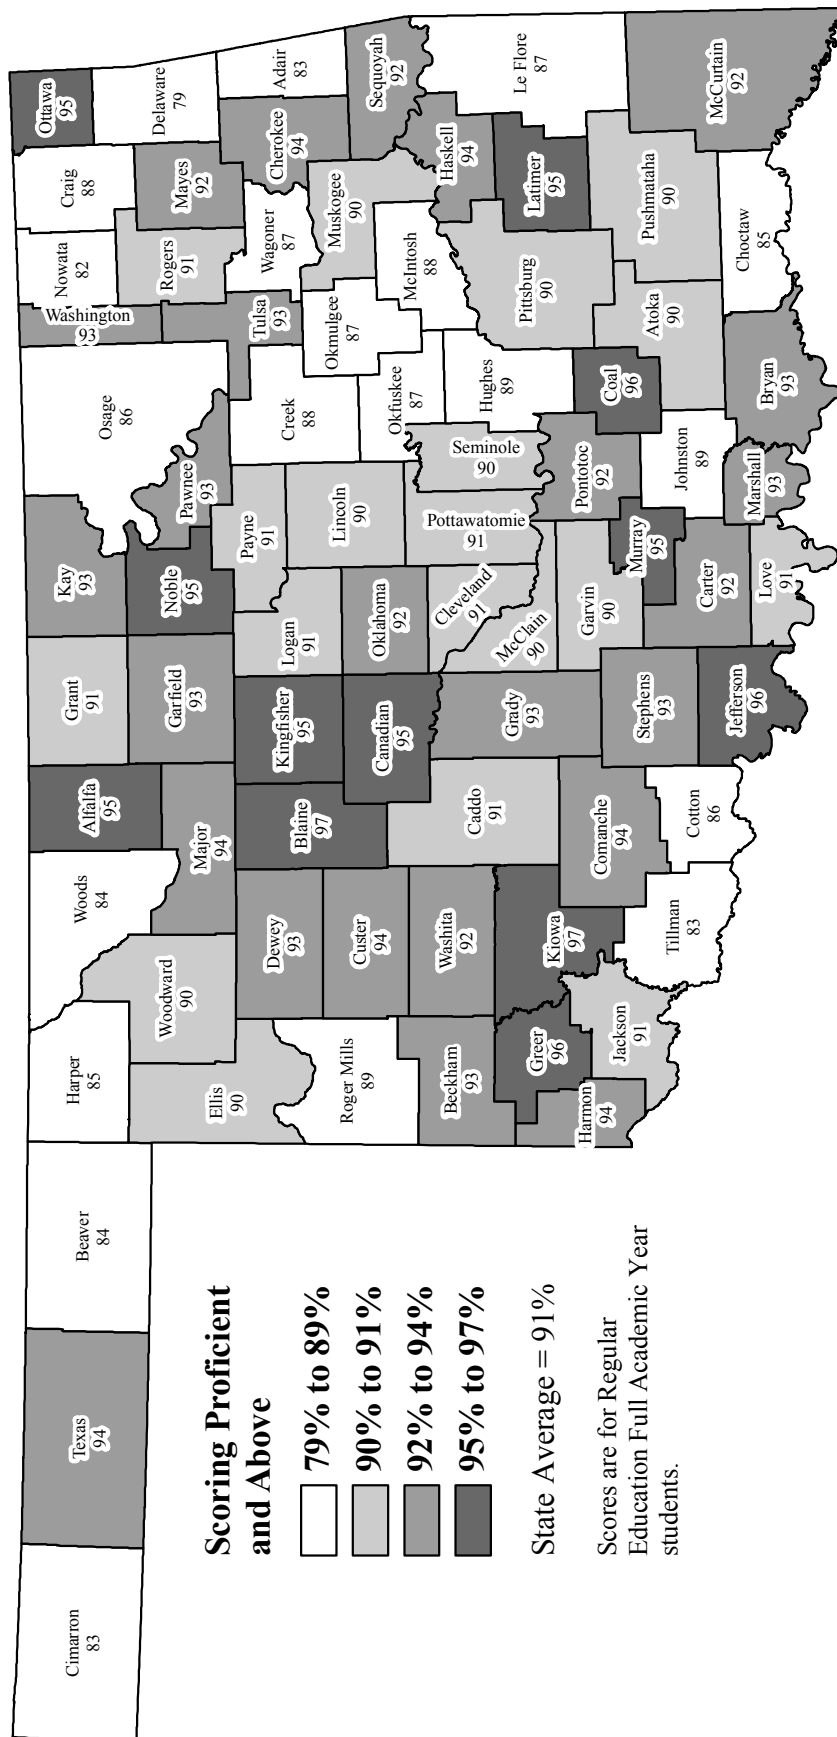 Cimarron
83
Texas
94
Beaver
84
Harper
85
Woods
84
Alfalfa
95
Grant
91
Kay
93
Osage
86
Washington
93
Nowata
82
Craig
88
Ottawa
95
Delaware
79
Ellis
90
Woodward
90
Major
94
Garfield
93
Noble
95
Pawnee
93
Rogers
91
Mayes
92
Roger Mills
89
Dewey
93
Custer
94
Blaine
97
Kingfisher
95
Logan
91
Payne
91
Creek
88
Tulsa
93
Wagoner
87
Cherokee
94
Adair
83
Canadian
95
Oklahoma
92
Lincoln
90
Okfuskee
87
Okmulgee
87
Muskogee
90
Sequoyah
92
Beckham
93
Washita
92
Caddo
91
Grady
93
Cleveland
91
McClain
90
Pottawatomie
91
Seminole
90
Hughes
89
McIntosh
88
Haskell
94
Le Flore
87
Harmon
94
Greer
96
Kiowa
97
Jackson
91
Comanche
94
Stephens
93
Garvin
90
Murray
95
Pontotoc
92
Coal
96
Pittsburg
90
Latimer
95
Tillman
83
Cotton
86
Jefferson
96
Carter
92
Love
91
Johnston
89
Marshall
93
Atoka
90
Bryan
93
Pushmataha
90
Choctaw
85
McCurtain
92
Scoring Proficient
and Above
79% to 89%
90% to 91%
92% to 94%
95% to 97%
State Average = 91%
Scores are for Regular
Education Full Academic Year
students.